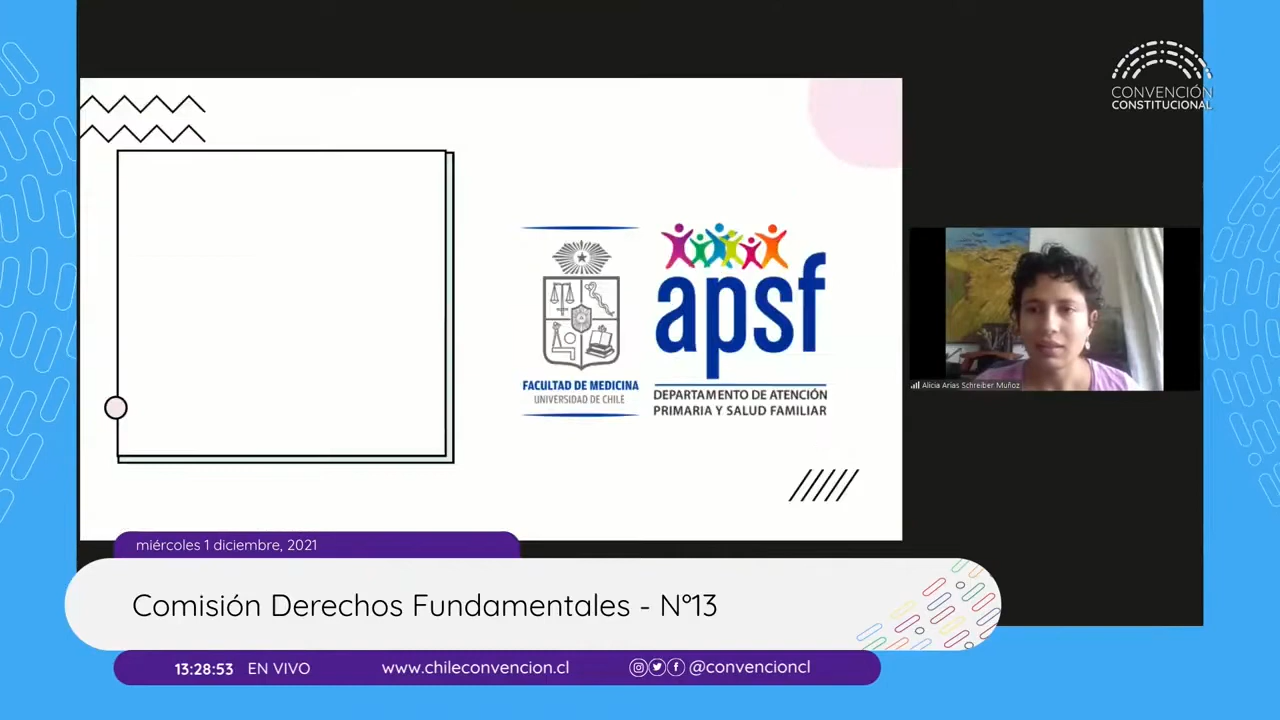 CONVENCIÓN
CONSTITUCIONAL
apsf
FACULTAD DE MEDICINA
UNIVERSIDAD DE CHILE
DEPARTAMENTO DE ATENCIÓN
PRIMARIA Y SALUD FAMILIAR
Alicia Arias Schreiber Muñoz
miércoles 1 diciembre, 2021
Comisión Derechos Fundamentales - N°13
13:28:53 EN VIVO www.chileconvencion.cl @convencioncl